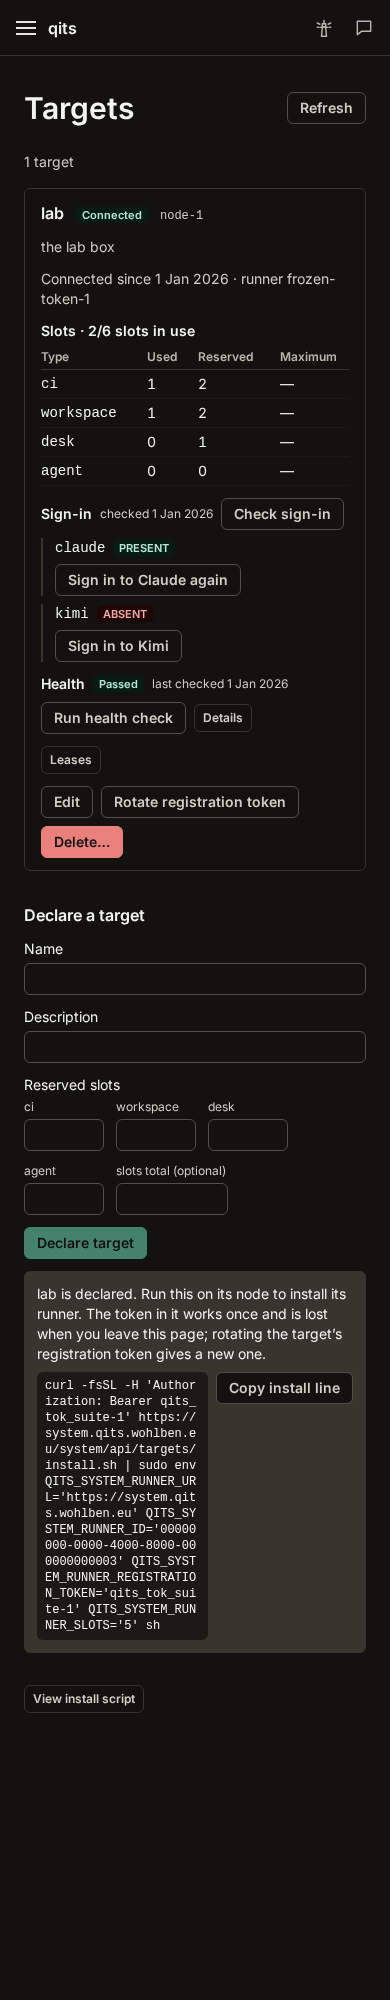 qits
Targets
Refresh
1 target
lab Connected node-1
the lab box
Connected since 1 Jan 2026 · runner frozen-
token-1
Slots · 2/6 slots in use
Type Used Reserved Maximum
ci 1 2 —
workspace 1 2 —
desk 0 1 —
agent 0 0 —
Sign-in checked 1 Jan 2026 Check sign-in
claude PRESENT
Sign in to Claude again
kimi ABSENT
Sign in to Kimi
Health Passed last checked 1 Jan 2026
Run health check Details
Leases
Edit Rotate registration token
Delete…
Declare a target
Name
Description
Reserved slots
ci workspace desk
agent slots total (optional)
Declare target
lab is declared. Run this on its node to install its
runner. The token in it works once and is lost
when you leave this page; rotating the target’s
registration token gives a new one.
Copy install line
curl -fsSL -H 'Author
ization: Bearer qits_
tok_suite-1' https://
system.qits.wohlben.e
u/system/api/targets/
install.sh | sudo env
QITS_SYSTEM_RUNNER_UR
L='https://system.qit
s.wohlben.eu' QITS_SY
STEM_RUNNER_ID='00000
000-0000-4000-8000-00
0000000003' QITS_SYST
EM_RUNNER_REGISTRATIO
N_TOKEN='qits_tok_sui
te-1' QITS_SYSTEM_RUN
NER_SLOTS='5' sh
View install script